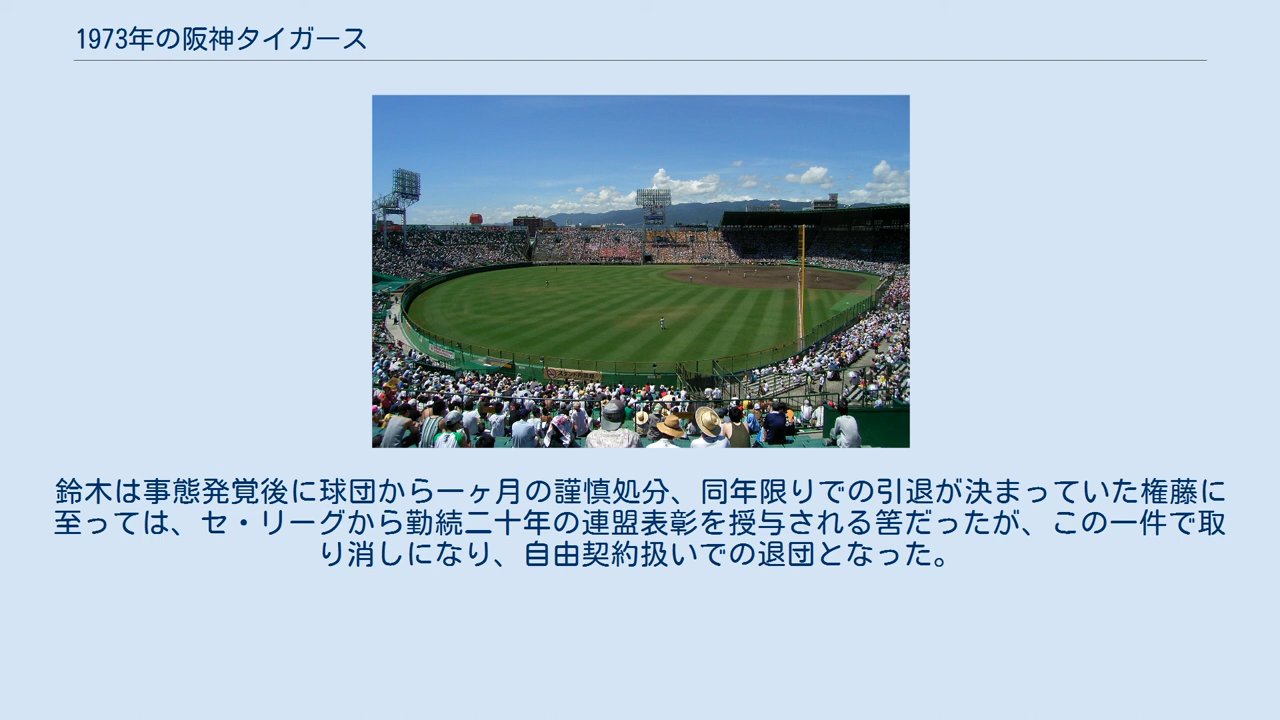 1973年の阪神タイガース
鈴木は事態発覚後に球団から一ヶ月の謹慎処分、同年限りでの引退が決まっていた権藤に
至っては、セ・リーグから勤続二十年の連盟表彰を授与される筈だったが、この一件で取
り消しになり、自由契約扱いでの退団となった。